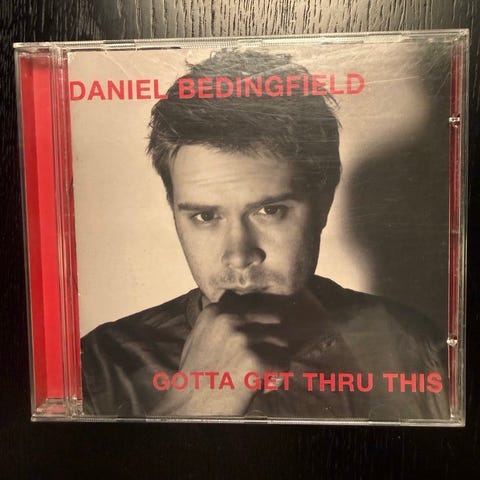 DANIEL BEDINGFIELD
GOTTA GET THRU THIS